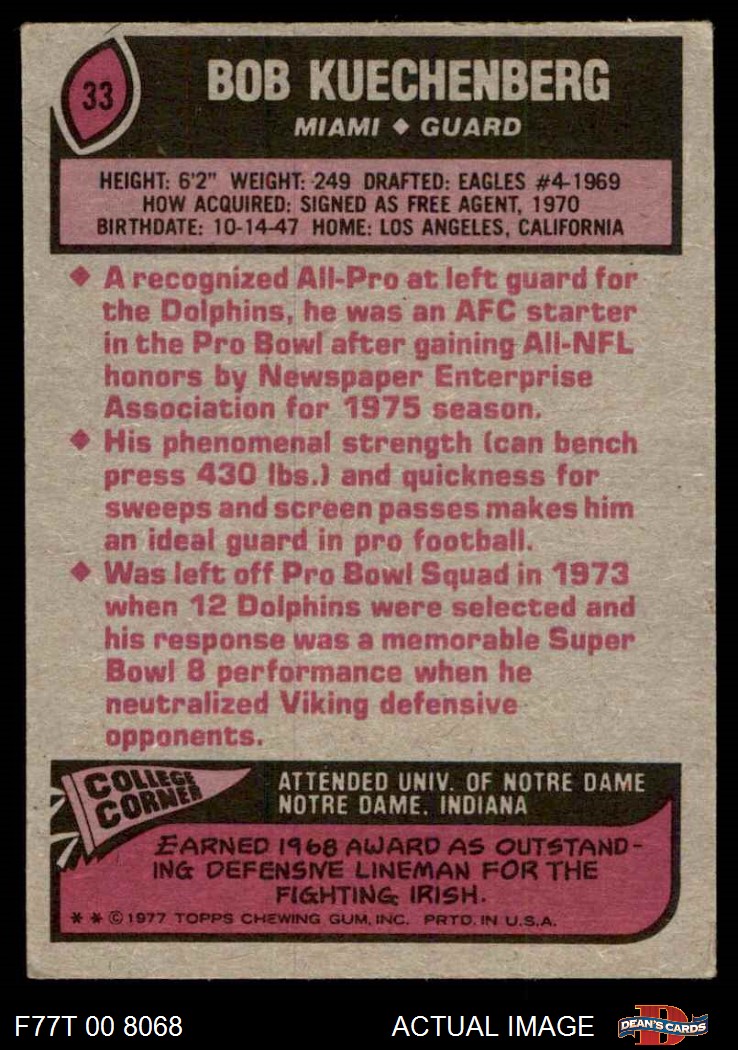 33
BOB KUECHENBERG
MIAMI ◆ GUARD
HEIGHT: 6'2" WEIGHT: 249 DRAFTED: EAGLES #4-1969
HOW ACQUIRED: SIGNED AS FREE AGENT, 1970
BIRTHDATE: 10-14-47 HOME: LOS ANGELES, CALIFORNIA
◆ A recognized All-Pro at left guard for
the Dolphins, he was an AFC starter
in the Pro Bowl after gaining All-NFL
honors by Newspaper Enterprise
Association for 1975 season.
◆ His phenomenal strength (can bench
press 430 lbs.) and quickness for
sweeps and screen passes makes him
an ideal guard in pro football.
◆ Was left off Pro Bowl Squad in 1973
when 12 Dolphins were selected and
his response was a memorable Super
Bowl 8 performance when he
neutralized Viking defensive
opponents.
COLLEGE
CORNER
ATTENDED UNIV. OF NOTRE DAME
NOTRE DAME, INDIANA
EARNED 1968 AWARD AS OUTSTAND-
ING DEFENSIVE LINEMAN FOR THE
FIGHTING IRISH.
* * © 1977 TOPPS CHEWING GUM, INC. PRTD. IN U.S.A.
F77T 00 8068
ACTUAL IMAGE
D
DEAN'S CARDS